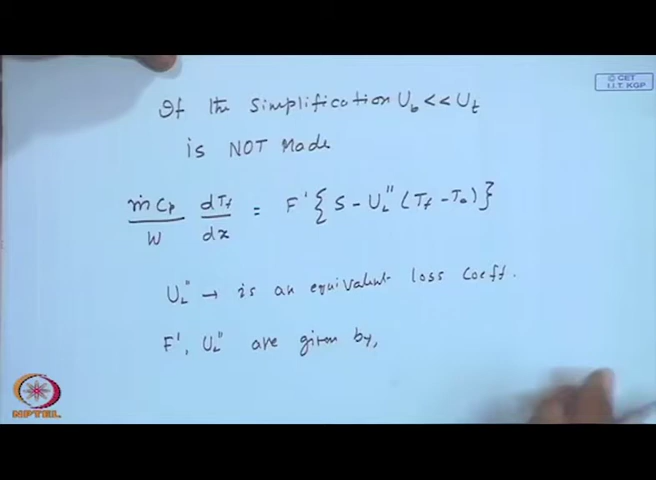 © CET
I.I.T. KGP
If the Simplification U_b << U_t
is NOT Made
ṁ Cp / W dT_f / dx = F' { S - U_L'' (T_f - T_a) }
U_L'' → is an equivalent loss coeff.
F', U_L'' are given by,
NPTEL